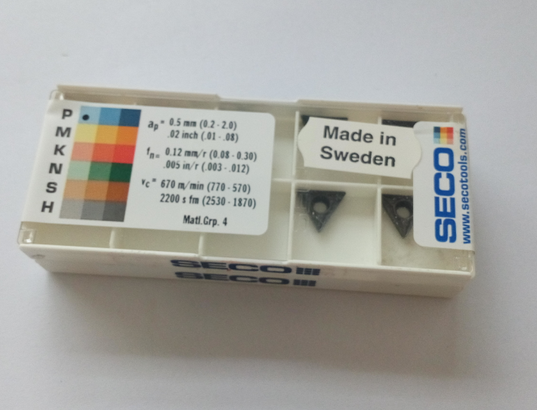 P
M
K
N
S
H
ap= 0.5 mm (0.2 - 2.0)
.02 inch (.01 - .08)
fn= 0.12 mm/r (0.08 - 0.30)
.005 in/r (.003 - .012)
vc= 670 m/min (770 - 570)
2200 s fm (2530 - 1870)
Matl.Grp. 4
Made in
Sweden
SECO
www.secotools.com
SECO
SECO